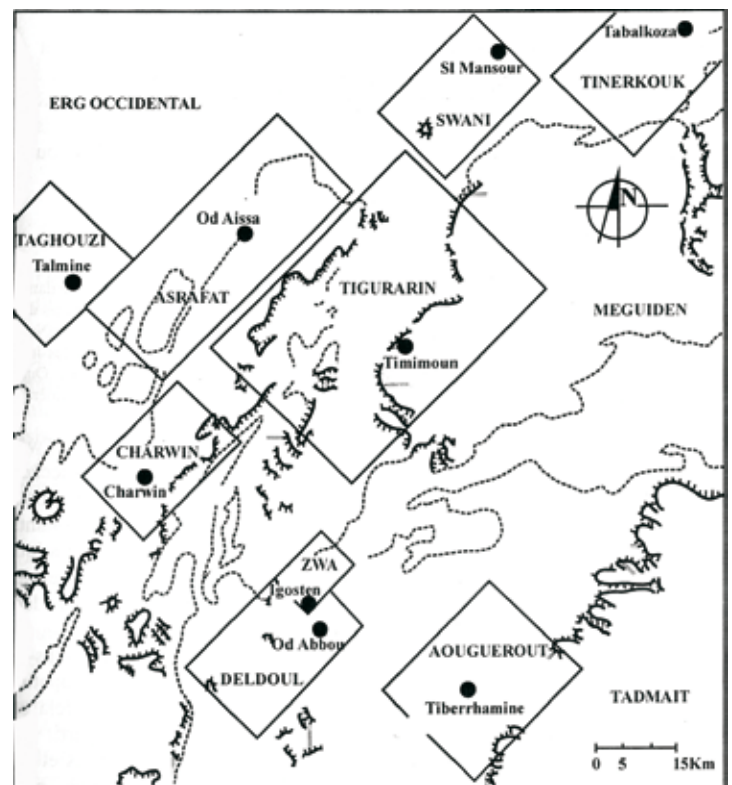 Tabalkoza
SI Mansour
TINERKOUK
ERG OCCIDENTAL
SWANI
N
Od Aissa
TAGHOUZI
Talmine
ASRAFAT
TIGURARIN
MEGUIDEN
Timimoun
CHARWIN
Charwin
ZWA
Igosten
Od Abbou
AOUGUEROUT
DELDOUL
TADMAIT
Tiberrhamine
0 5 15Km